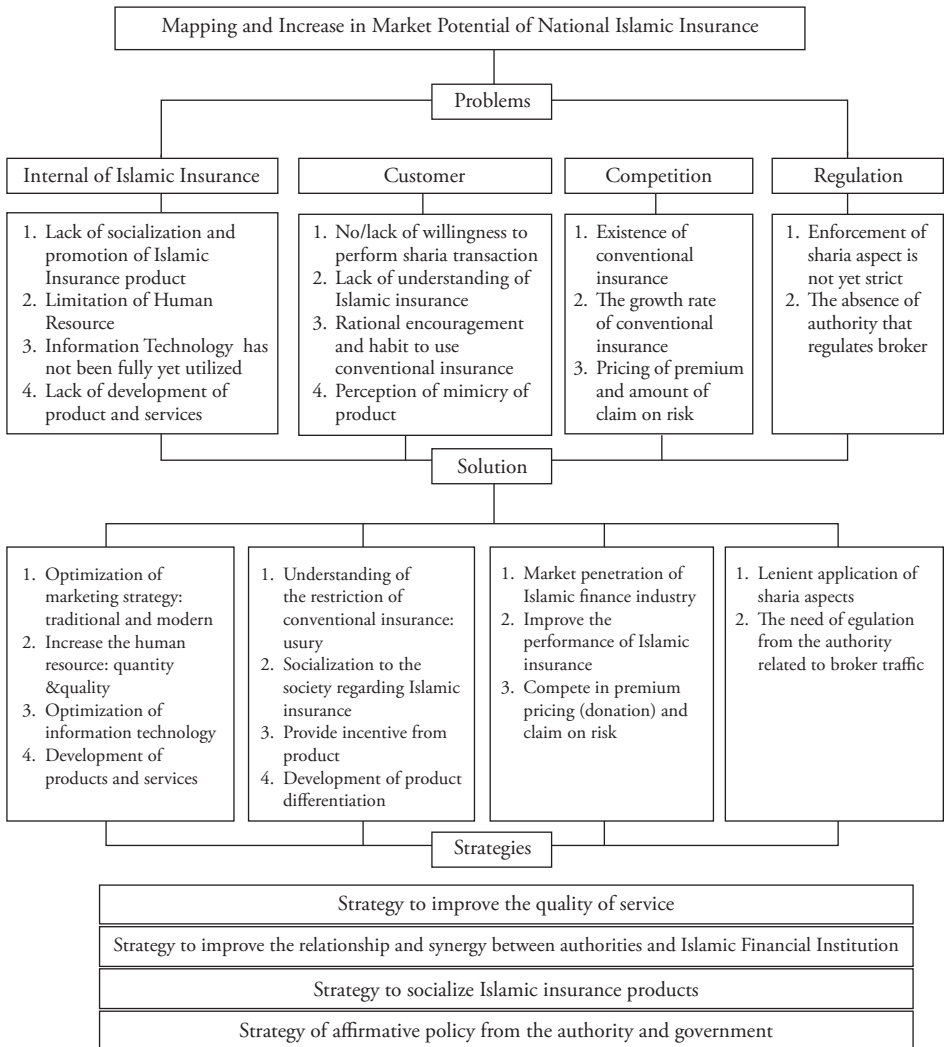 Mapping and Increase in Market Potential of National Islamic Insurance
Problems
Internal of Islamic Insurance
Customer
Competition
Regulation
1. Lack of socialization and
promotion of Islamic
Insurance product
2. Limitation of Human
Resource
3. Information Technology has
not been fully yet utilized
4. Lack of development of
product and services
1. No/lack of willingness to
perform sharia transaction
2. Lack of understanding of
Islamic insurance
3. Rational encouragement
and habit to use
conventional insurance
4. Perception of mimicry of
product
1. Existence of
conventional
insurance
2. The growth rate
of conventional
insurance
3. Pricing of premium
and amount of
claim on risk
1. Enforcement of
sharia aspect is
not yet strict
2. The absence of
authority that
regulates broker
Solution
1. Optimization of
marketing strategy:
traditional and modern
2. Increase the human
resource: quantity
&quality
3. Optimization of
information technology
4. Development of
products and services
1. Understanding of
the restriction of
conventional insurance:
usury
2. Socialization to the
society regarding Islamic
insurance
3. Provide incentive from
product
4. Development of product
differentiation
1. Market penetration of
Islamic finance industry
2. Improve the
performance of Islamic
insurance
3. Compete in premium
pricing (donation) and
claim on risk
1. Lenient application of
sharia aspects
2. The need of egulation
from the authority
related to broker traffic
Strategies
Strategy to improve the quality of service
Strategy to improve the relationship and synergy between authorities and Islamic Financial Institution
Strategy to socialize Islamic insurance products
Strategy of affirmative policy from the authority and government